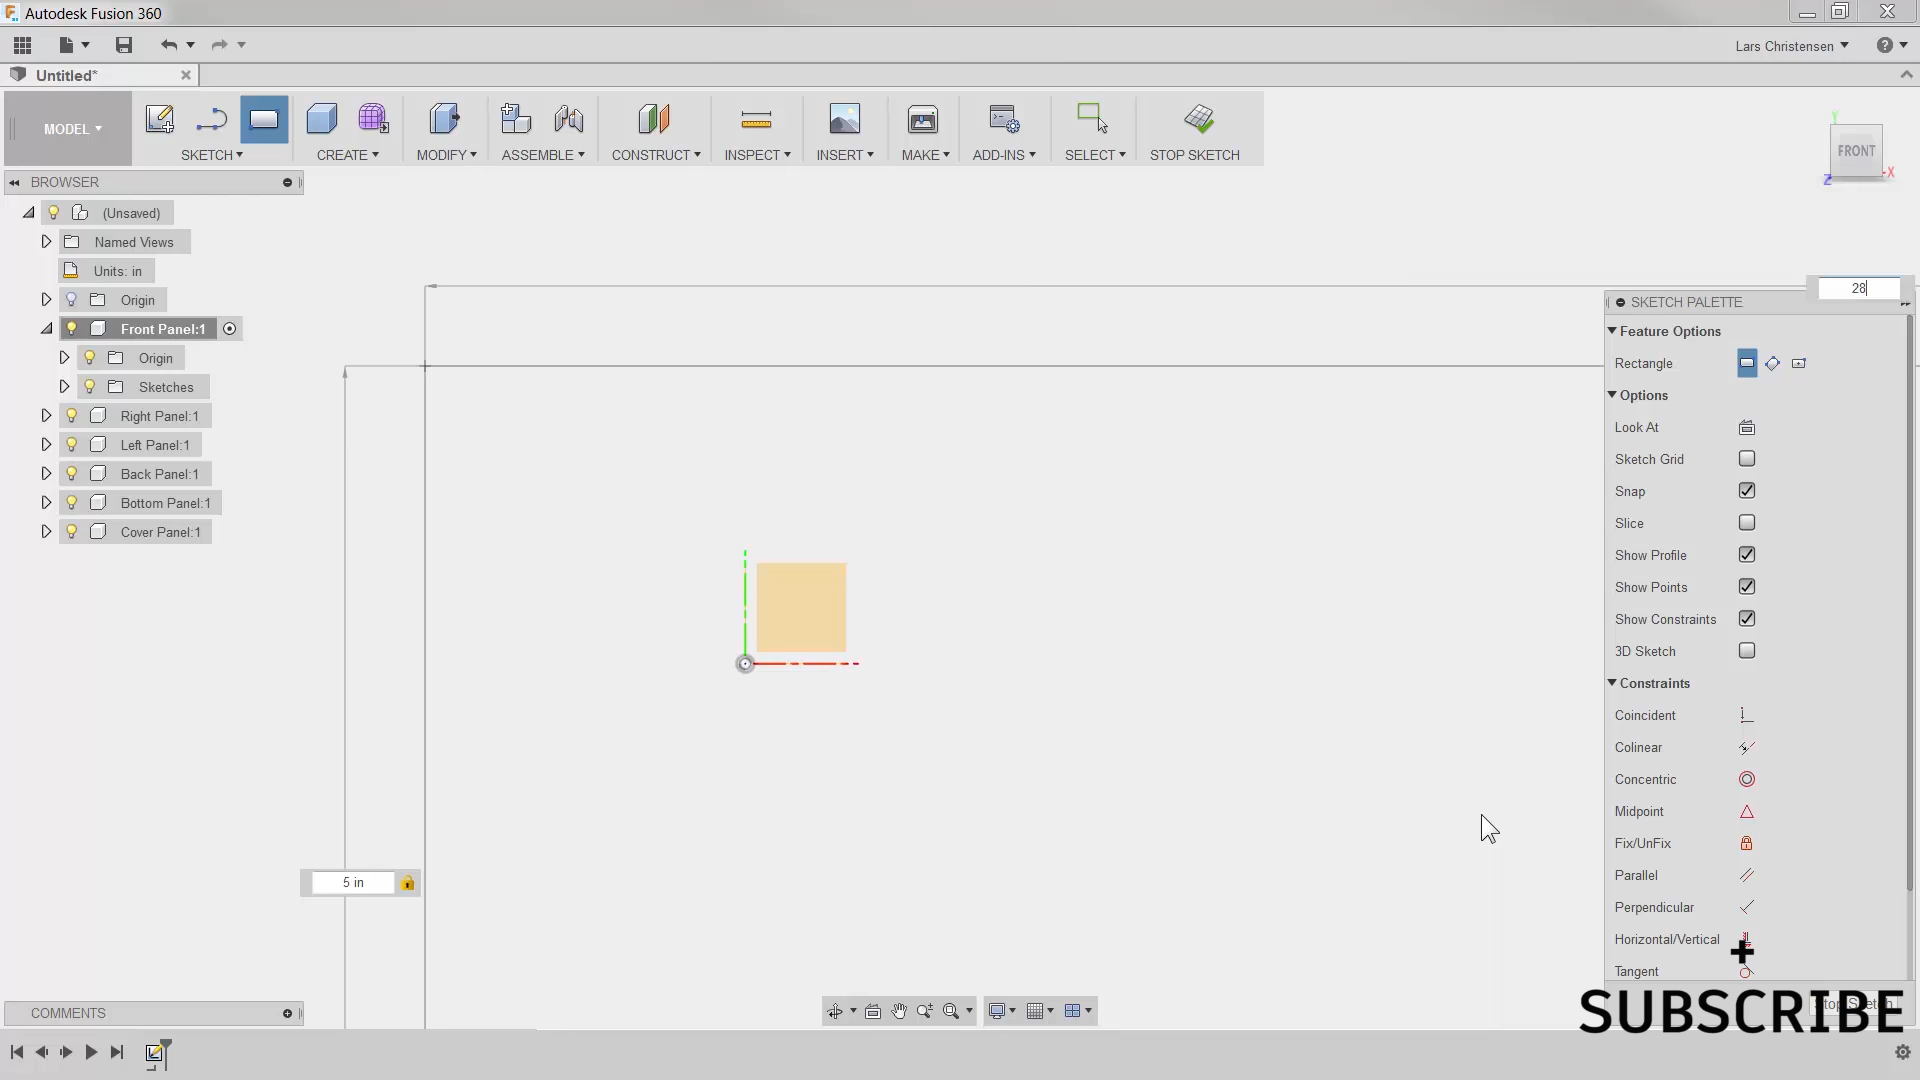 Autodesk Fusion 360
Lars Christensen
Untitled*
MODEL
SKETCH
CREATE
MODIFY
ASSEMBLE
CONSTRUCT
INSPECT
INSERT
MAKE
ADD-INS
SELECT
STOP SKETCH
Y
FRONT
X
Z
BROWSER
(Unsaved)
Named Views
Units: in
Origin
Front Panel:1
Origin
Sketches
Right Panel:1
Left Panel:1
Back Panel:1
Bottom Panel:1
Cover Panel:1
28
SKETCH PALETTE
Feature Options
Rectangle
Options
Look At
Sketch Grid
Snap
Slice
Show Profile
Show Points
Show Constraints
3D Sketch
Constraints
Coincident
Colinear
Concentric
Midpoint
Fix/UnFix
Parallel
Perpendicular
Horizontal/Vertical
Tangent
Stop Sketch
5 in
COMMENTS
SUBSCRIBE